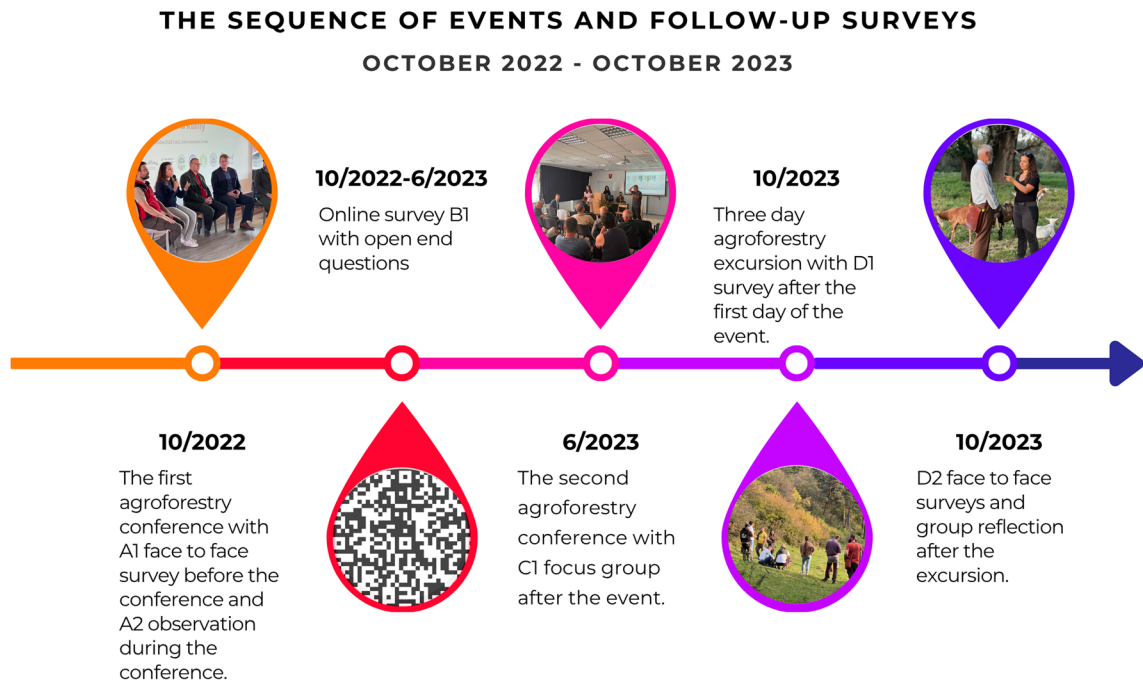 THE SEQUENCE OF EVENTS AND FOLLOW-UP SURVEYS
OCTOBER 2022 - OCTOBER 2023
10/2022
The first
agroforestry
conference with
A1 face to face
survey before the
conference and
A2 observation
during the
conference.
10/2022-6/2023
Online survey B1
with open end
questions
6/2023
The second
agroforestry
conference with
C1 focus group
after the event.
10/2023
Three day
agroforestry
excursion with D1
survey after the
first day of the
event.
10/2023
D2 face to face
surveys and
group reflection
after the
excursion.